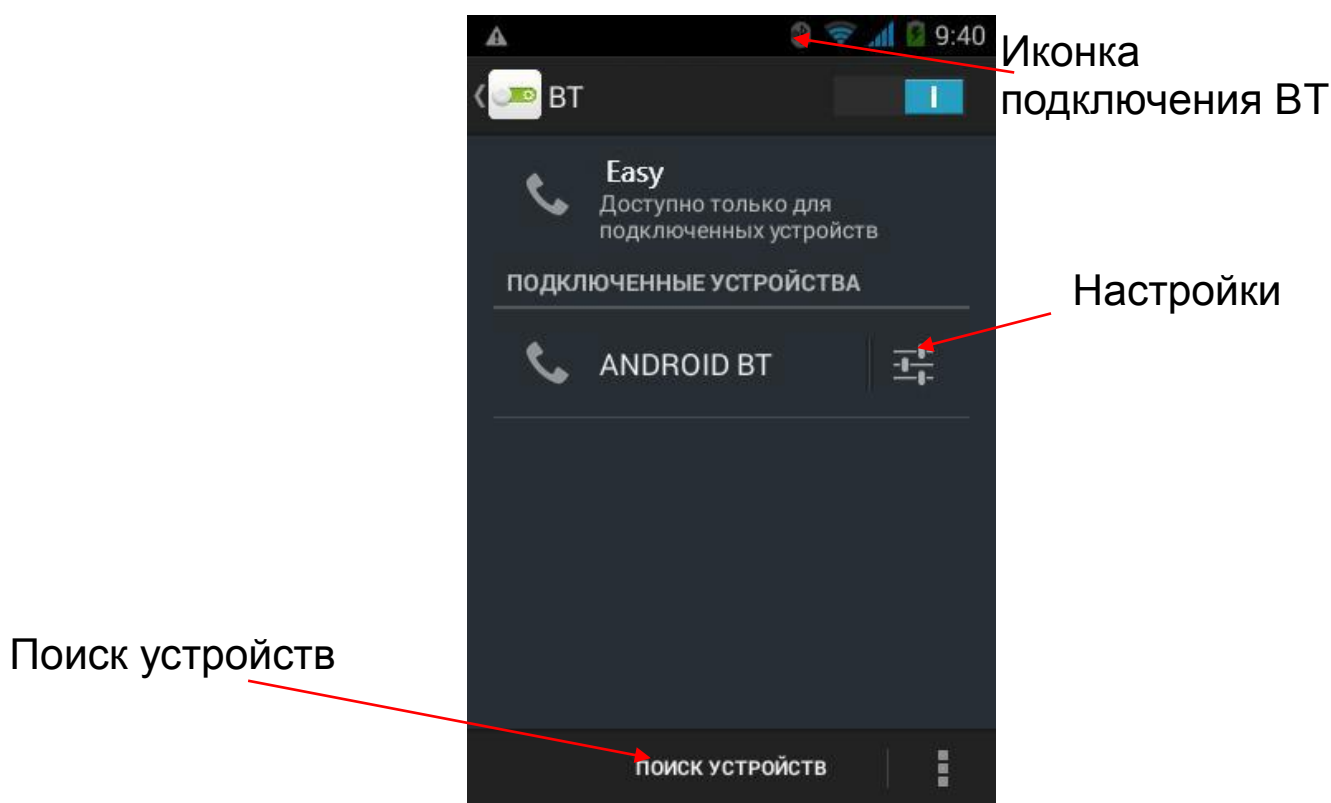 9:40
Иконка
подключения BT
BT
Easy
Доступно только для
подключенных устройств
ПОДКЛЮЧЕННЫЕ УСТРОЙСТВА
Настройки
ANDROID BT
Поиск устройств
ПОИСК УСТРОЙСТВ